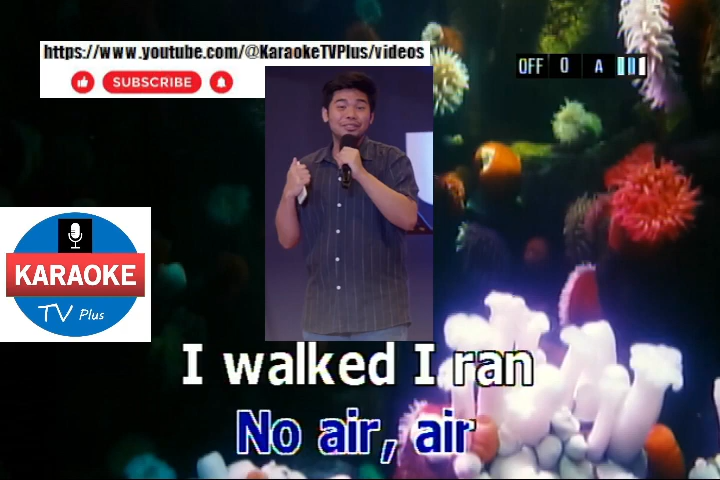 https://www.youtube.com/@KaraokeTVPlus/videos
SUBSCRIBE
OFF 0 A
KARAOKE
TV Plus
I walked I ran
No air, air